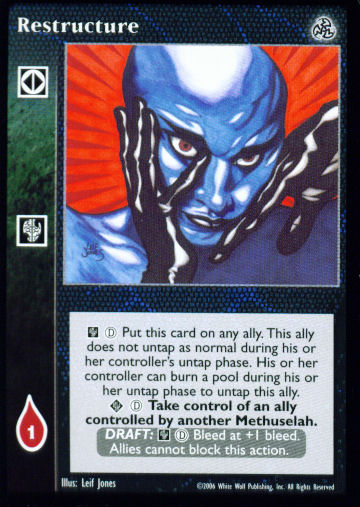 Restructure
LEIF
JONES
Ⓓ Put this card on any ally. This ally
does not untap as normal during his or
her controller's untap phase. His or her
controller can burn a pool during his or
her untap phase to untap this ally.
Ⓓ Take control of an ally
controlled by another Methuselah.
DRAFT: Ⓓ Bleed at +1 bleed.
Allies cannot block this action.
1
Illus: Leif Jones
©2006 White Wolf Publishing, Inc. All Rights Reserved